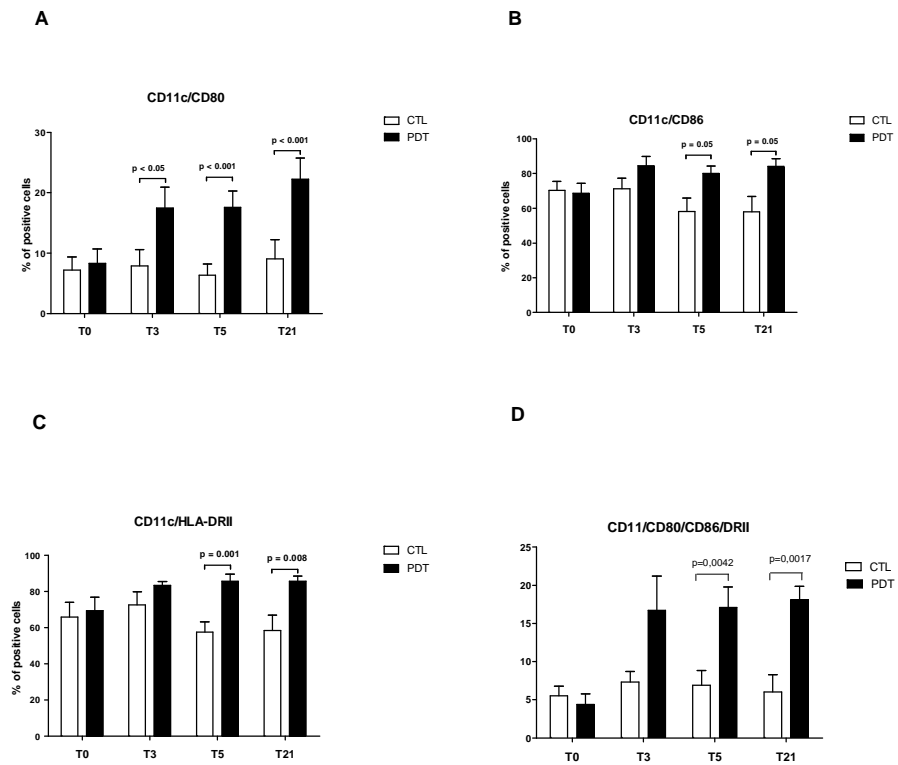 A
CD11c/CD80
CTL
PDT
% of positive cells
30
20
10
0
p < 0.05
p < 0.001
p < 0.001
T0 T3 T5 T21
B
CD11c/CD86
CTL
PDT
% of positive cells
100
80
60
40
20
0
p = 0.05
p = 0.05
T0 T3 T5 T21
C
CD11c/HLA-DRII
CTL
PDT
% of positive cells
100
80
60
40
20
0
p = 0.001
p = 0.008
T0 T3 T5 T21
D
CD11/CD80/CD86/DRII
CTL
PDT
25
20
15
10
5
0
p=0,0042
p=0,0017
T0 T3 T5 T21